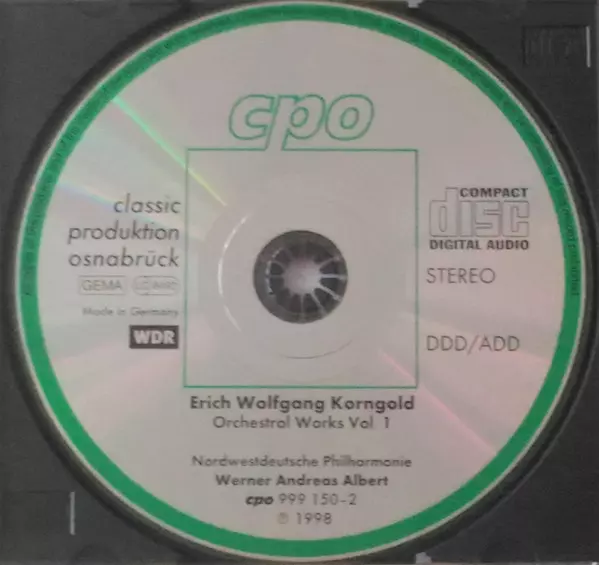 cpo
classic
produktion
osnabrück
GEMA
Made in Germany
WDR
COMPACT
disc
DIGITAL AUDIO
STEREO
DDD/ADD
Erich Wolfgang Korngold
Orchestral Works Vol. 1
Nordwestdeutsche Philharmonie
Werner Andreas Albert
cpo 999 150-2
℗ 1998